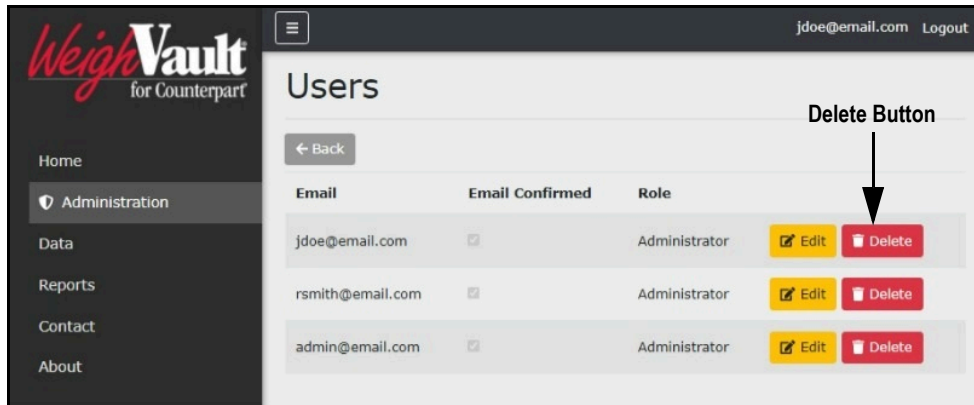 WeighVault
for Counterpart
Home
Administration
Data
Reports
Contact
About
jdoe@email.com Logout
Users
Delete Button
← Back
Email Email Confirmed Role
jdoe@email.com Administrator Edit Delete
rsmith@email.com Administrator Edit Delete
admin@email.com Administrator Edit Delete